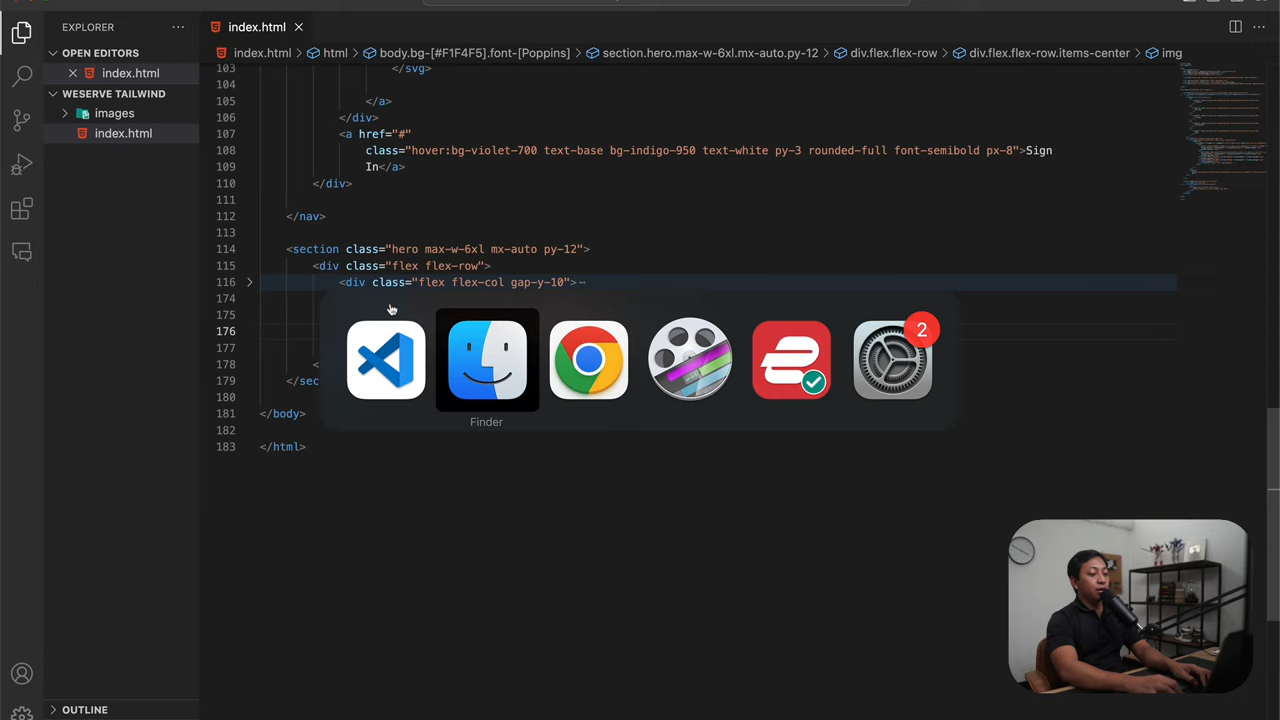 EXPLORER
index.html
OPEN EDITORS
index.html
WESERVE TAILWIND
images
index.html
OUTLINE
index.html
html
body.bg-[#F1F4F5].font-[Poppins]
section.hero.max-w-6xl.mx-auto.py-12
div.flex.flex-row
div.flex.flex-row.items-center
img
103 </svg>
104
105 </a>
106 </div>
107 <a href="#"
108 class="hover:bg-violet-700 text-base bg-indigo-950 text-white py-3 rounded-full font-semibold px-8">Sign
109 In</a>
110 </div>
111
112 </nav>
113
114 <section class="hero max-w-6xl mx-auto py-12">
115 <div class="flex flex-row">
116 <div class="flex flex-col gap-y-10">
174
175
176
177
178 <
179 </sec
180
181 </body>
182
183 </html>
2
Finder